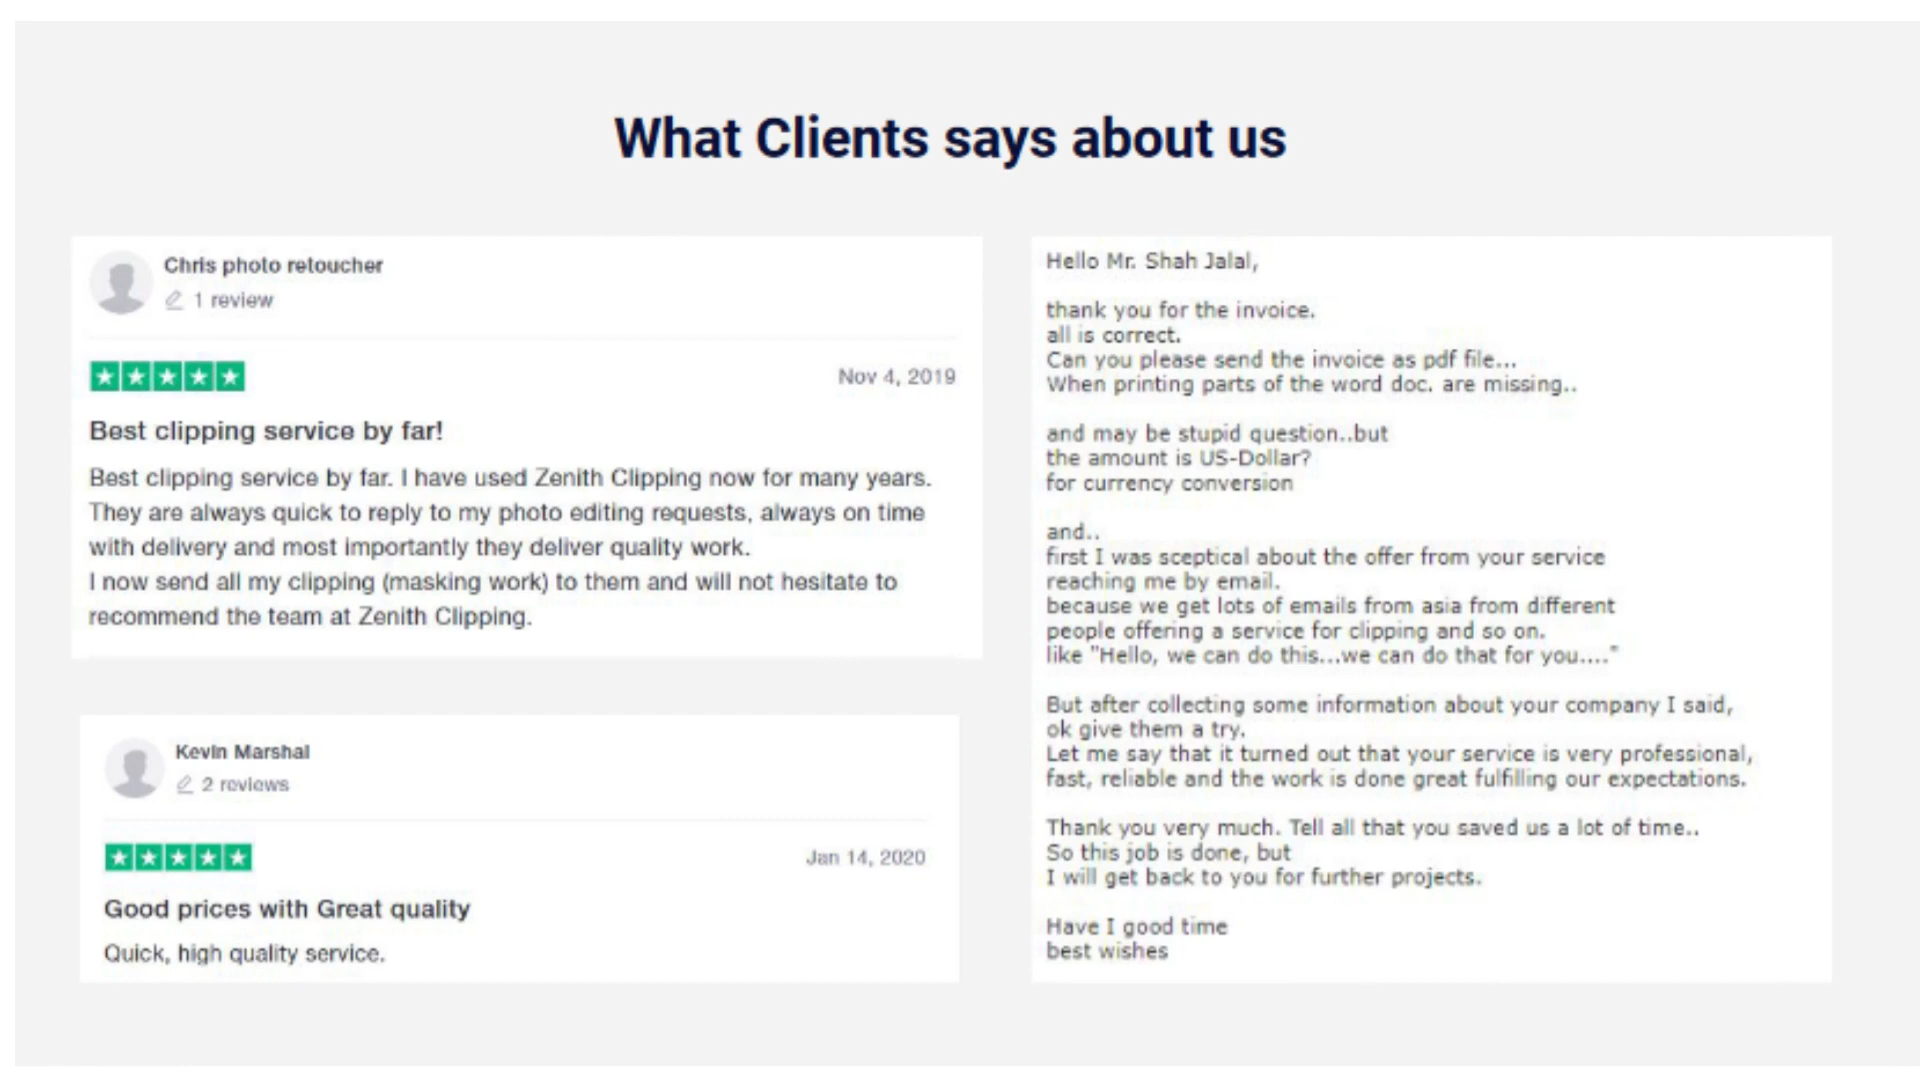 What Clients says about us
Chris photo retoucher
1 review
Nov 4, 2019
Best clipping service by far!
Best clipping service by far. I have used Zenith Clipping now for many years.
They are always quick to reply to my photo editing requests, always on time
with delivery and most importantly they deliver quality work.
I now send all my clipping (masking work) to them and will not hesitate to
recommend the team at Zenith Clipping.
Kevin Marshal
2 reviews
Jan 14, 2020
Good prices with Great quality
Quick, high quality service.
Hello Mr. Shah Jalal,
thank you for the invoice.
all is correct.
Can you please send the invoice as pdf file...
When printing parts of the word doc. are missing..
and may be stupid question..but
the amount is US-Dollar?
for currency conversion
and..
first I was sceptical about the offer from your service
reaching me by email.
because we get lots of emails from asia from different
people offering a service for clipping and so on.
like "Hello, we can do this...we can do that for you...."
But after collecting some information about your company I said,
ok give them a try.
Let me say that it turned out that your service is very professional,
fast, reliable and the work is done great fulfilling our expectations.
Thank you very much. Tell all that you saved us a lot of time..
So this job is done, but
I will get back to you for further projects.
Have I good time
best wishes